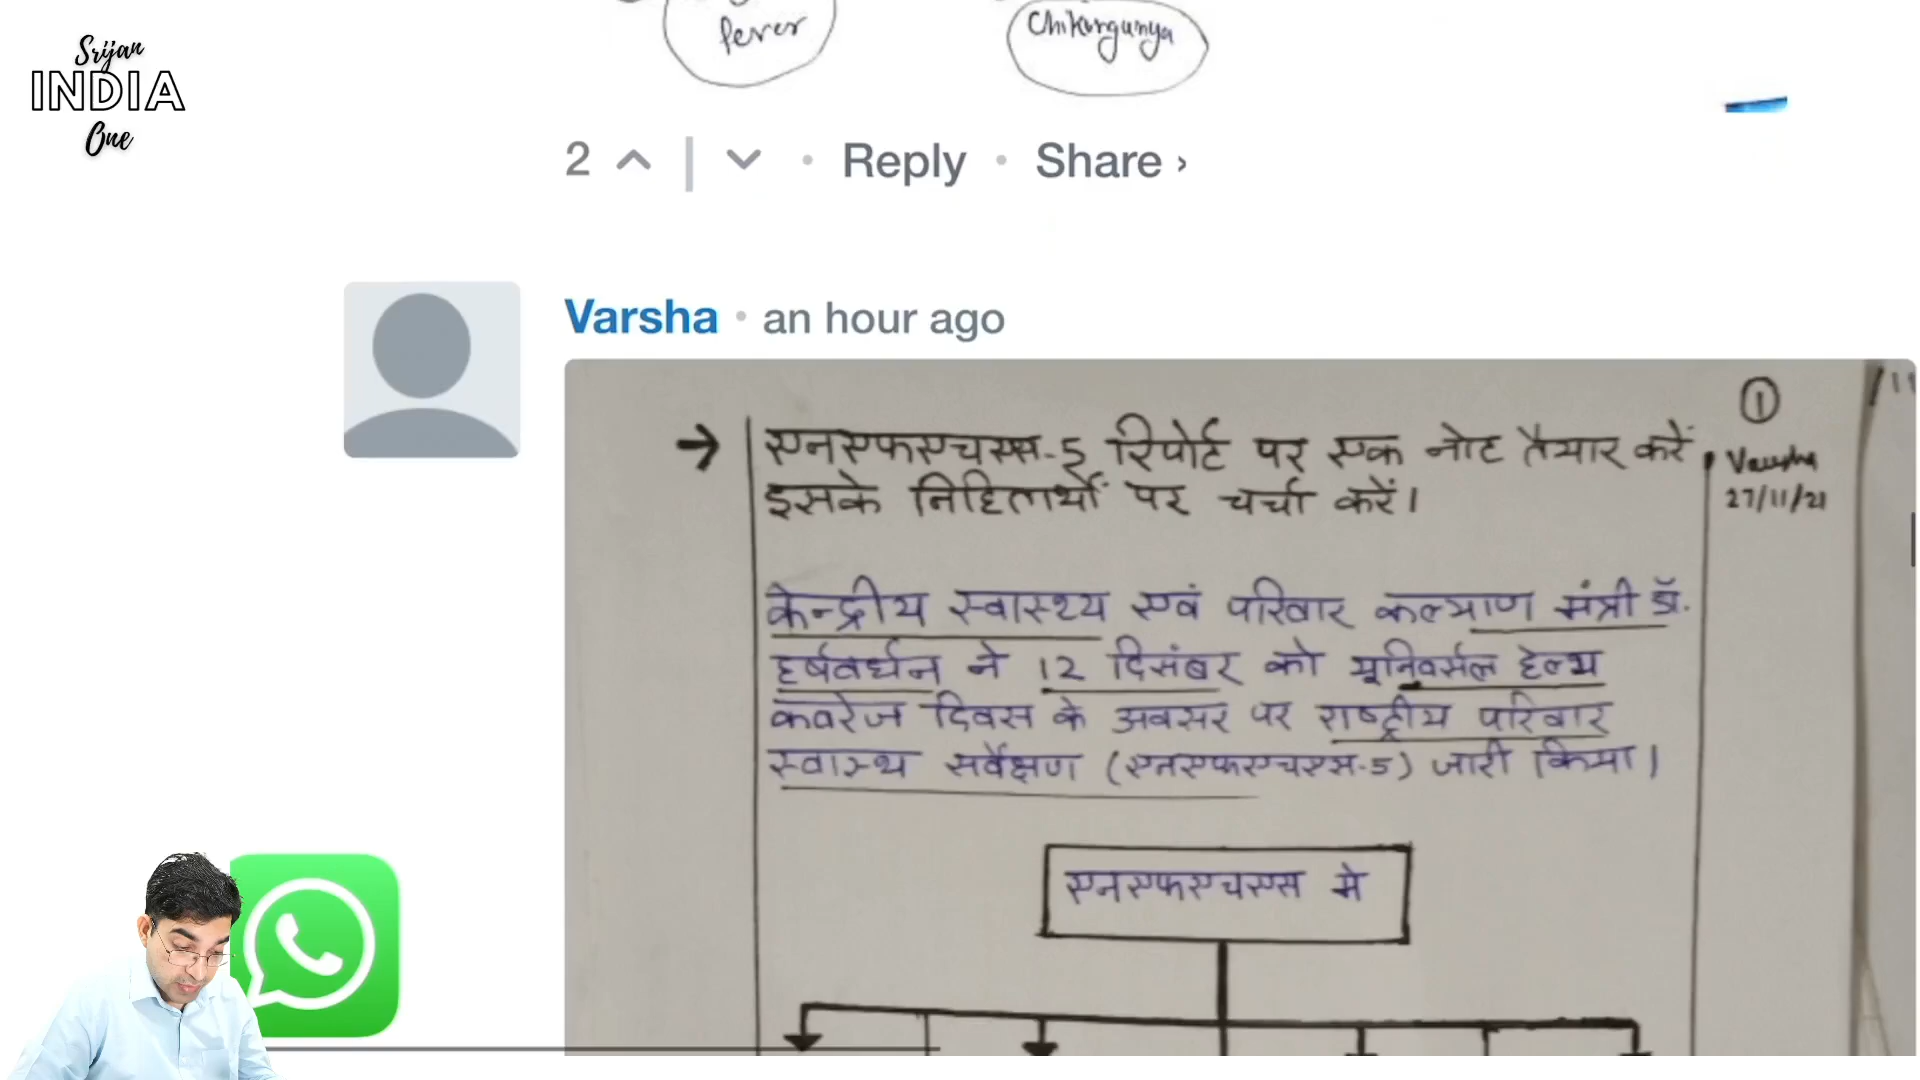 Srijan
INDIA
One
fever
Chikungunya
2
Reply
Share ›
Varsha • an hour ago
①
→ एनएफएचएस-5 रिपोर्ट पर एक नोट तैयार करें,
इसके निहितार्थो पर चर्चा करें।
Varsha
27/11/21
केन्द्रीय स्वास्थ्य एवं परिवार कल्याण मंत्री डॉ.
हर्षवर्धन ने 12 दिसंबर को यूनिवर्सल हेल्थ
कवरेज दिवस के अवसर पर राष्ट्रीय परिवार
स्वास्थ सर्वेक्षण (एनएफएचएस-5) जारी किया।
एनएफएचएस मे